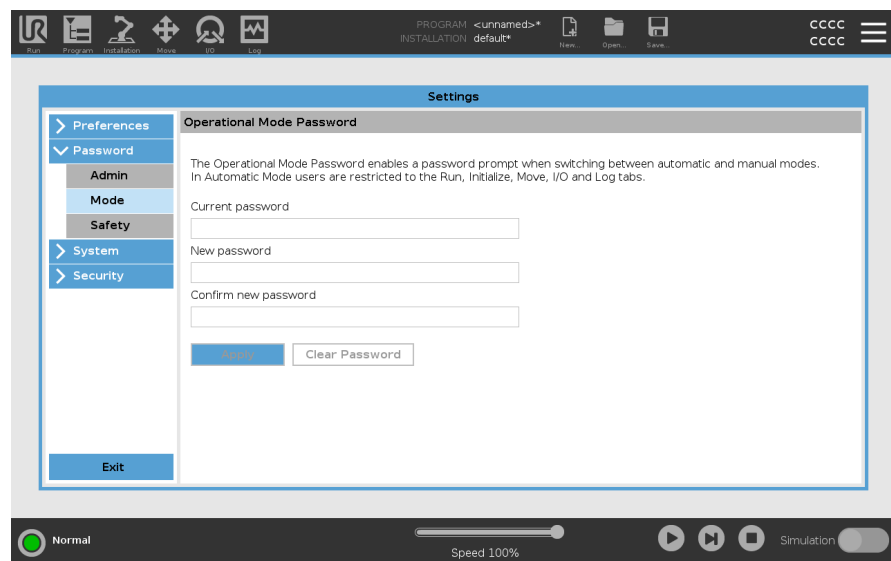 PROGRAM <unnamed>*
INSTALLATION default*
CCCC
CCCC
Run
Program
Installation
Move
I/O
Log
New...
Open...
Save...
Settings
Preferences
Password
Admin
Mode
Safety
System
Security
Exit
Operational Mode Password
The Operational Mode Password enables a password prompt when switching between automatic and manual modes.
In Automatic Mode users are restricted to the Run, Initialize, Move, I/O and Log tabs.
Current password
New password
Confirm new password
Apply
Clear Password
Normal
Speed 100%
Simulation